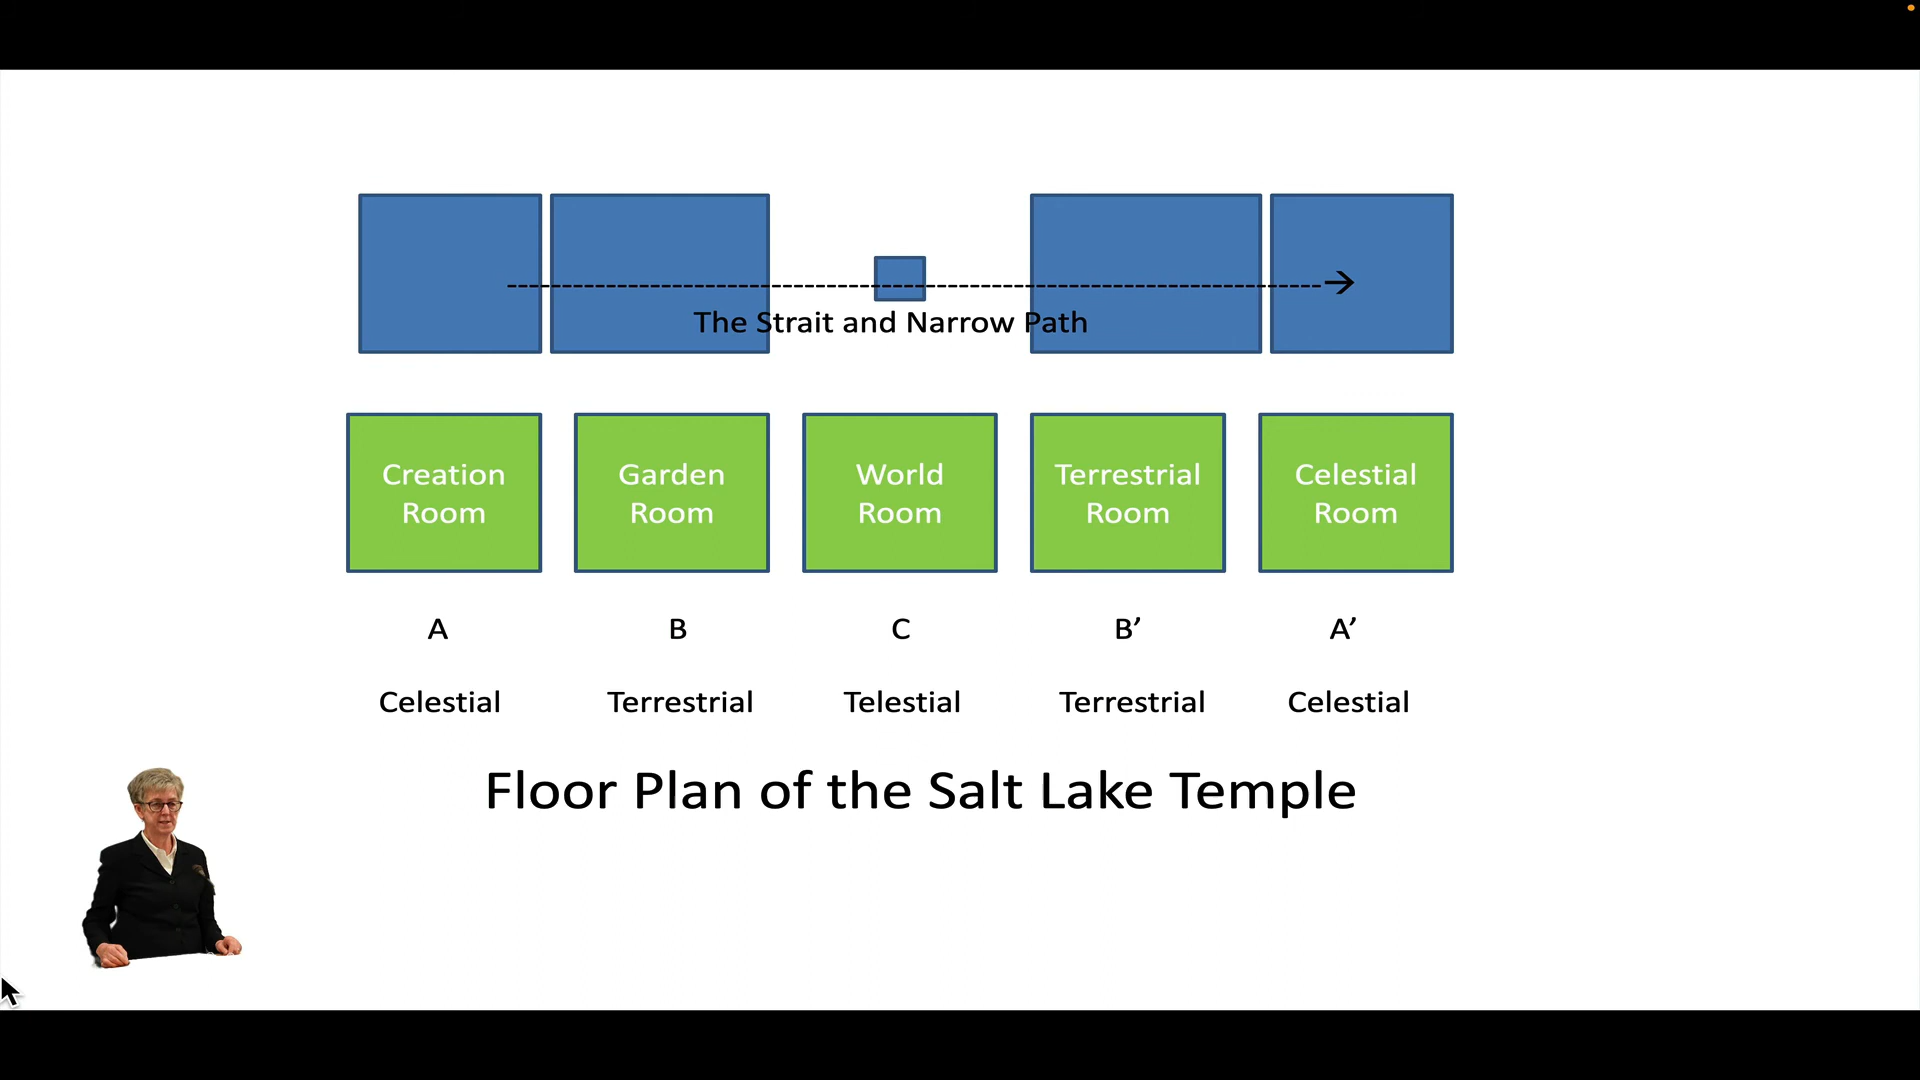 The Strait and Narrow Path
Creation
Room
Garden
Room
World
Room
Terrestrial
Room
Celestial
Room
A
B
C
B’
A’
Celestial
Terrestrial
Telestial
Terrestrial
Celestial
Floor Plan of the Salt Lake Temple